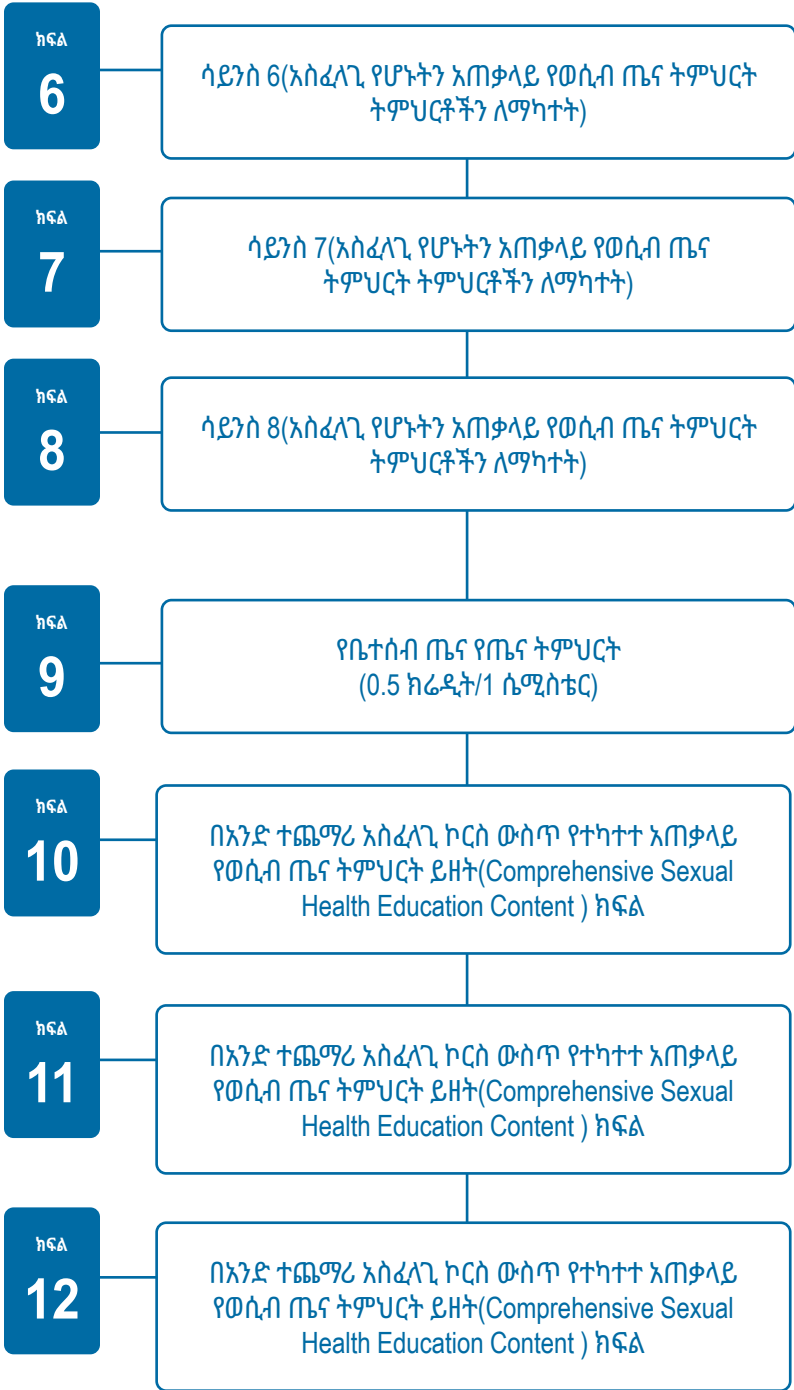 ክፍል
6
ሳይንስ 6(አስፈላጊ የሆኑትን አጠቃላይ የወሲብ ጤና ትምህርት
ትምህርቶችን ለማካተት)
ክፍል
7
ሳይንስ 7(አስፈላጊ የሆኑትን አጠቃላይ የወሲብ ጤና
ትምህርት ትምህርቶችን ለማካተት)
ክፍል
8
ሳይንስ 8(አስፈላጊ የሆኑትን አጠቃላይ የወሲብ ጤና ትምህርት
ትምህርቶችን ለማካተት)
ክፍል
9
የቤተሰብ ጤና የጤና ትምህርት
(0.5 ክሬዲት/1 ሴሚስቴር)
ክፍል
10
በአንድ ተጨማሪ አስፈላጊ ኮርስ ውስጥ የተካተተ አጠቃላይ
የወሲብ ጤና ትምህርት ይዘት(Comprehensive Sexual
Health Education Content ) ክፍል
ክፍል
11
በአንድ ተጨማሪ አስፈላጊ ኮርስ ውስጥ የተካተተ አጠቃላይ
የወሲብ ጤና ትምህርት ይዘት(Comprehensive Sexual
Health Education Content ) ክፍል
ክፍል
12
በአንድ ተጨማሪ አስፈላጊ ኮርስ ውስጥ የተካተተ አጠቃላይ
የወሲብ ጤና ትምህርት ይዘት(Comprehensive Sexual
Health Education Content ) ክፍል